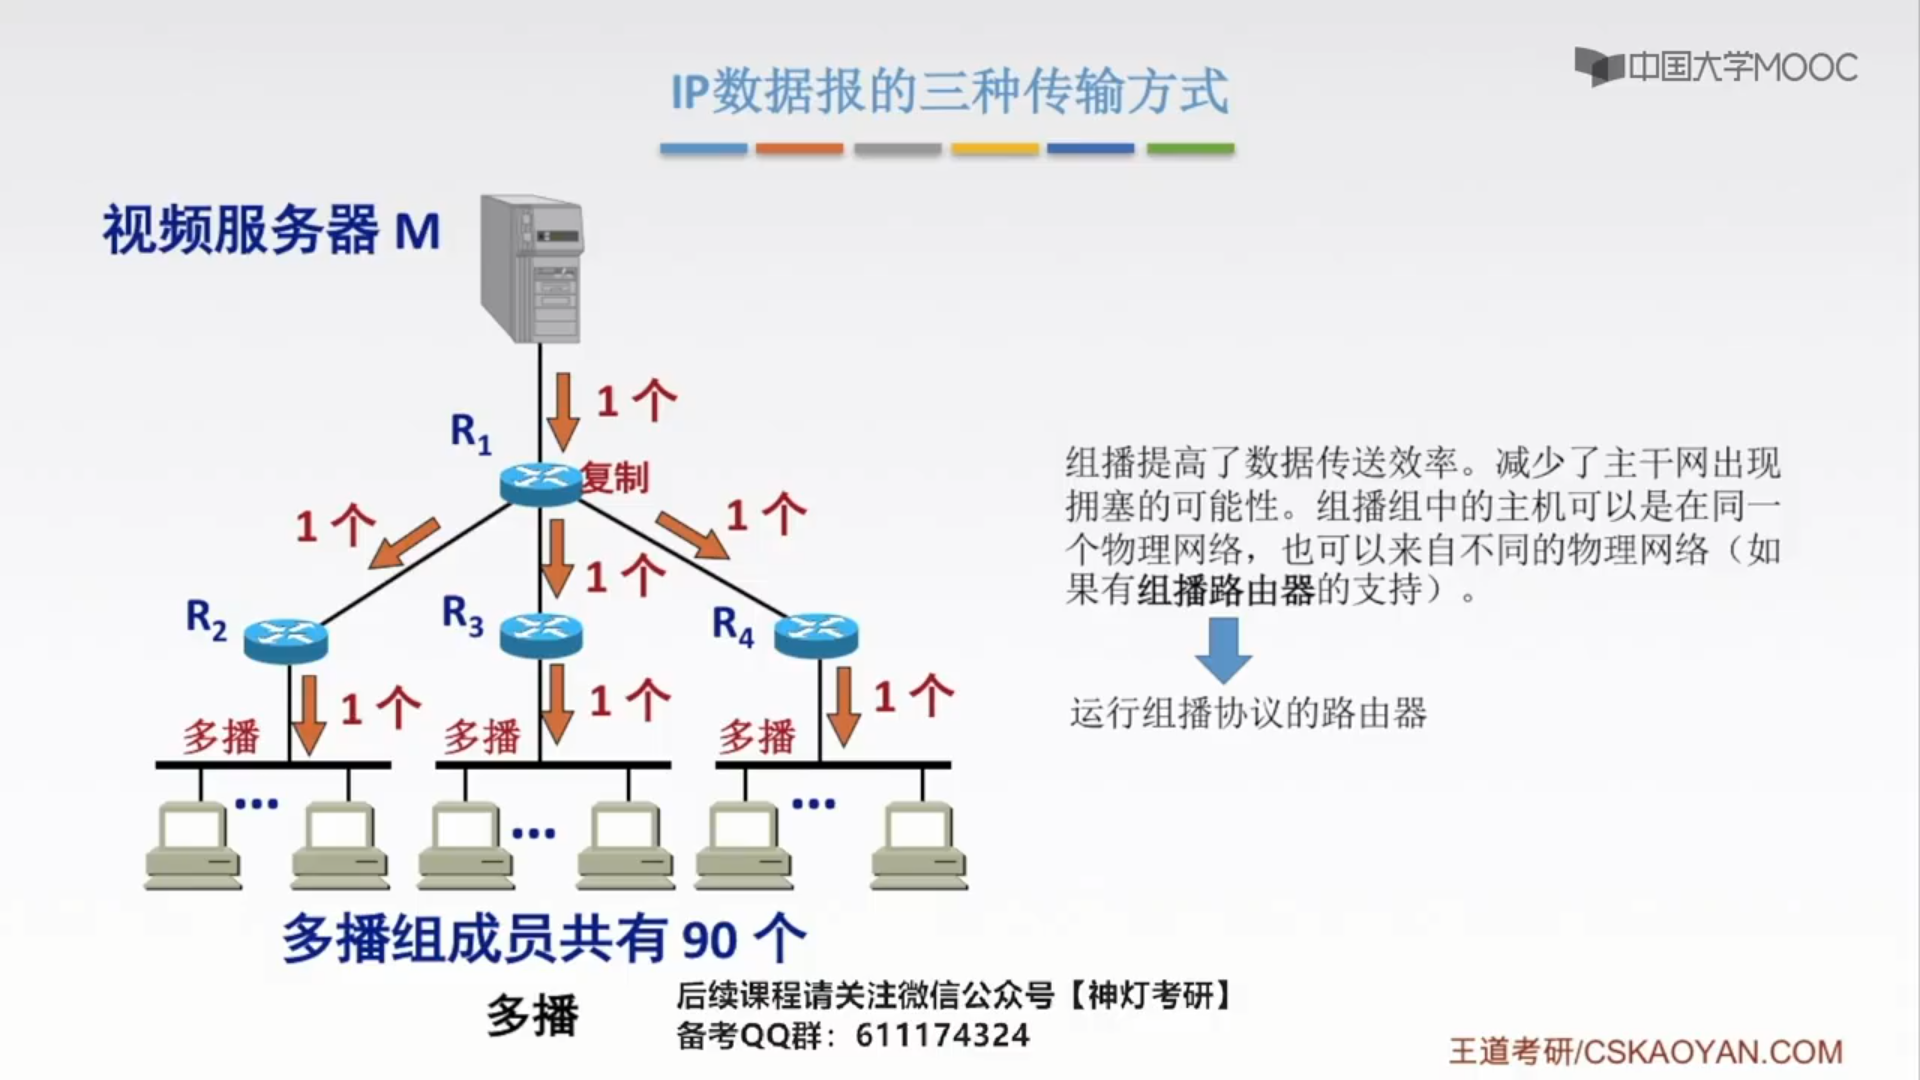 中国大学MOOC
IP数据报的三种传输方式
视频服务器 M
1 个
R1
复制
1 个
1 个
1 个
R2
R3
R4
1 个
1 个
1 个
多播
多播
多播
...
...
...
多播组成员共有 90 个
多播
组播提高了数据传送效率。减少了主干网出现
拥塞的可能性。组播组中的主机可以是在同一
个物理网络，也可以来自不同的物理网络（如
果有组播路由器的支持）。
运行组播协议的路由器
后续课程请关注微信公众号【神灯考研】
备考QQ群：611174324
王道考研/CSKAOYAN.COM